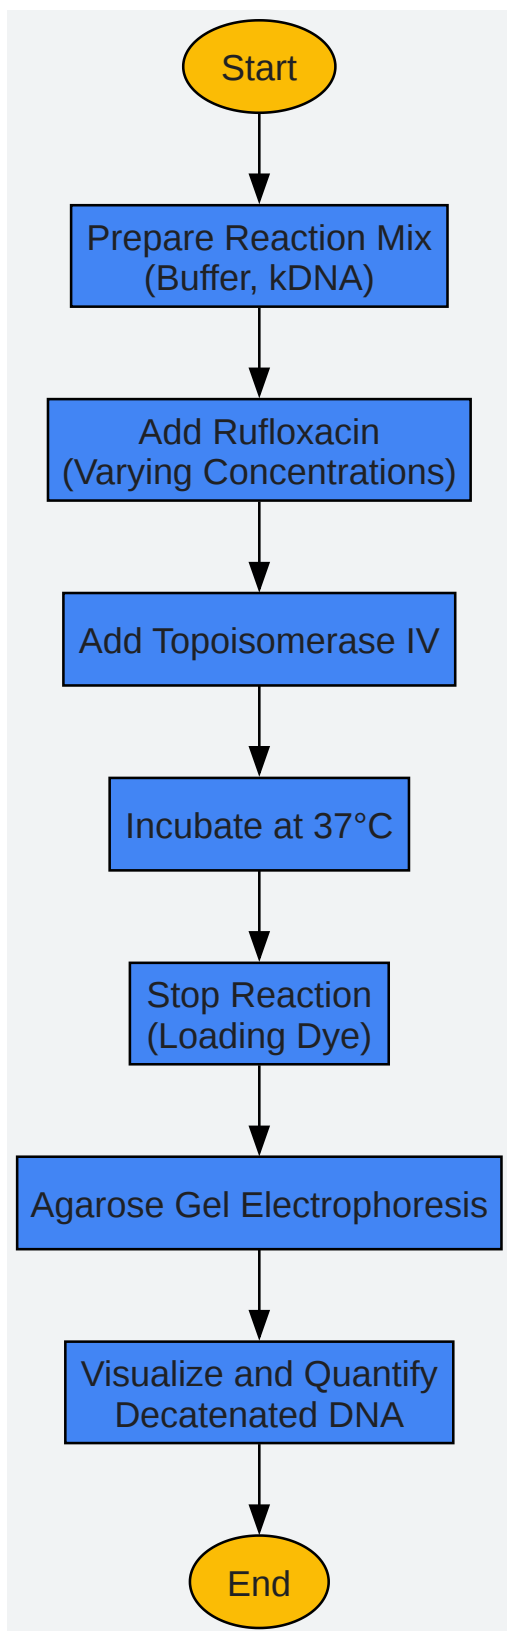 Start
Prepare Reaction Mix
(Buffer, kDNA)
Add Rufloxacin
(Varying Concentrations)
Add Topoisomerase IV
Incubate at 37°C
Stop Reaction
(Loading Dye)
Agarose Gel Electrophoresis
Visualize and Quantify
Decatenated DNA
End